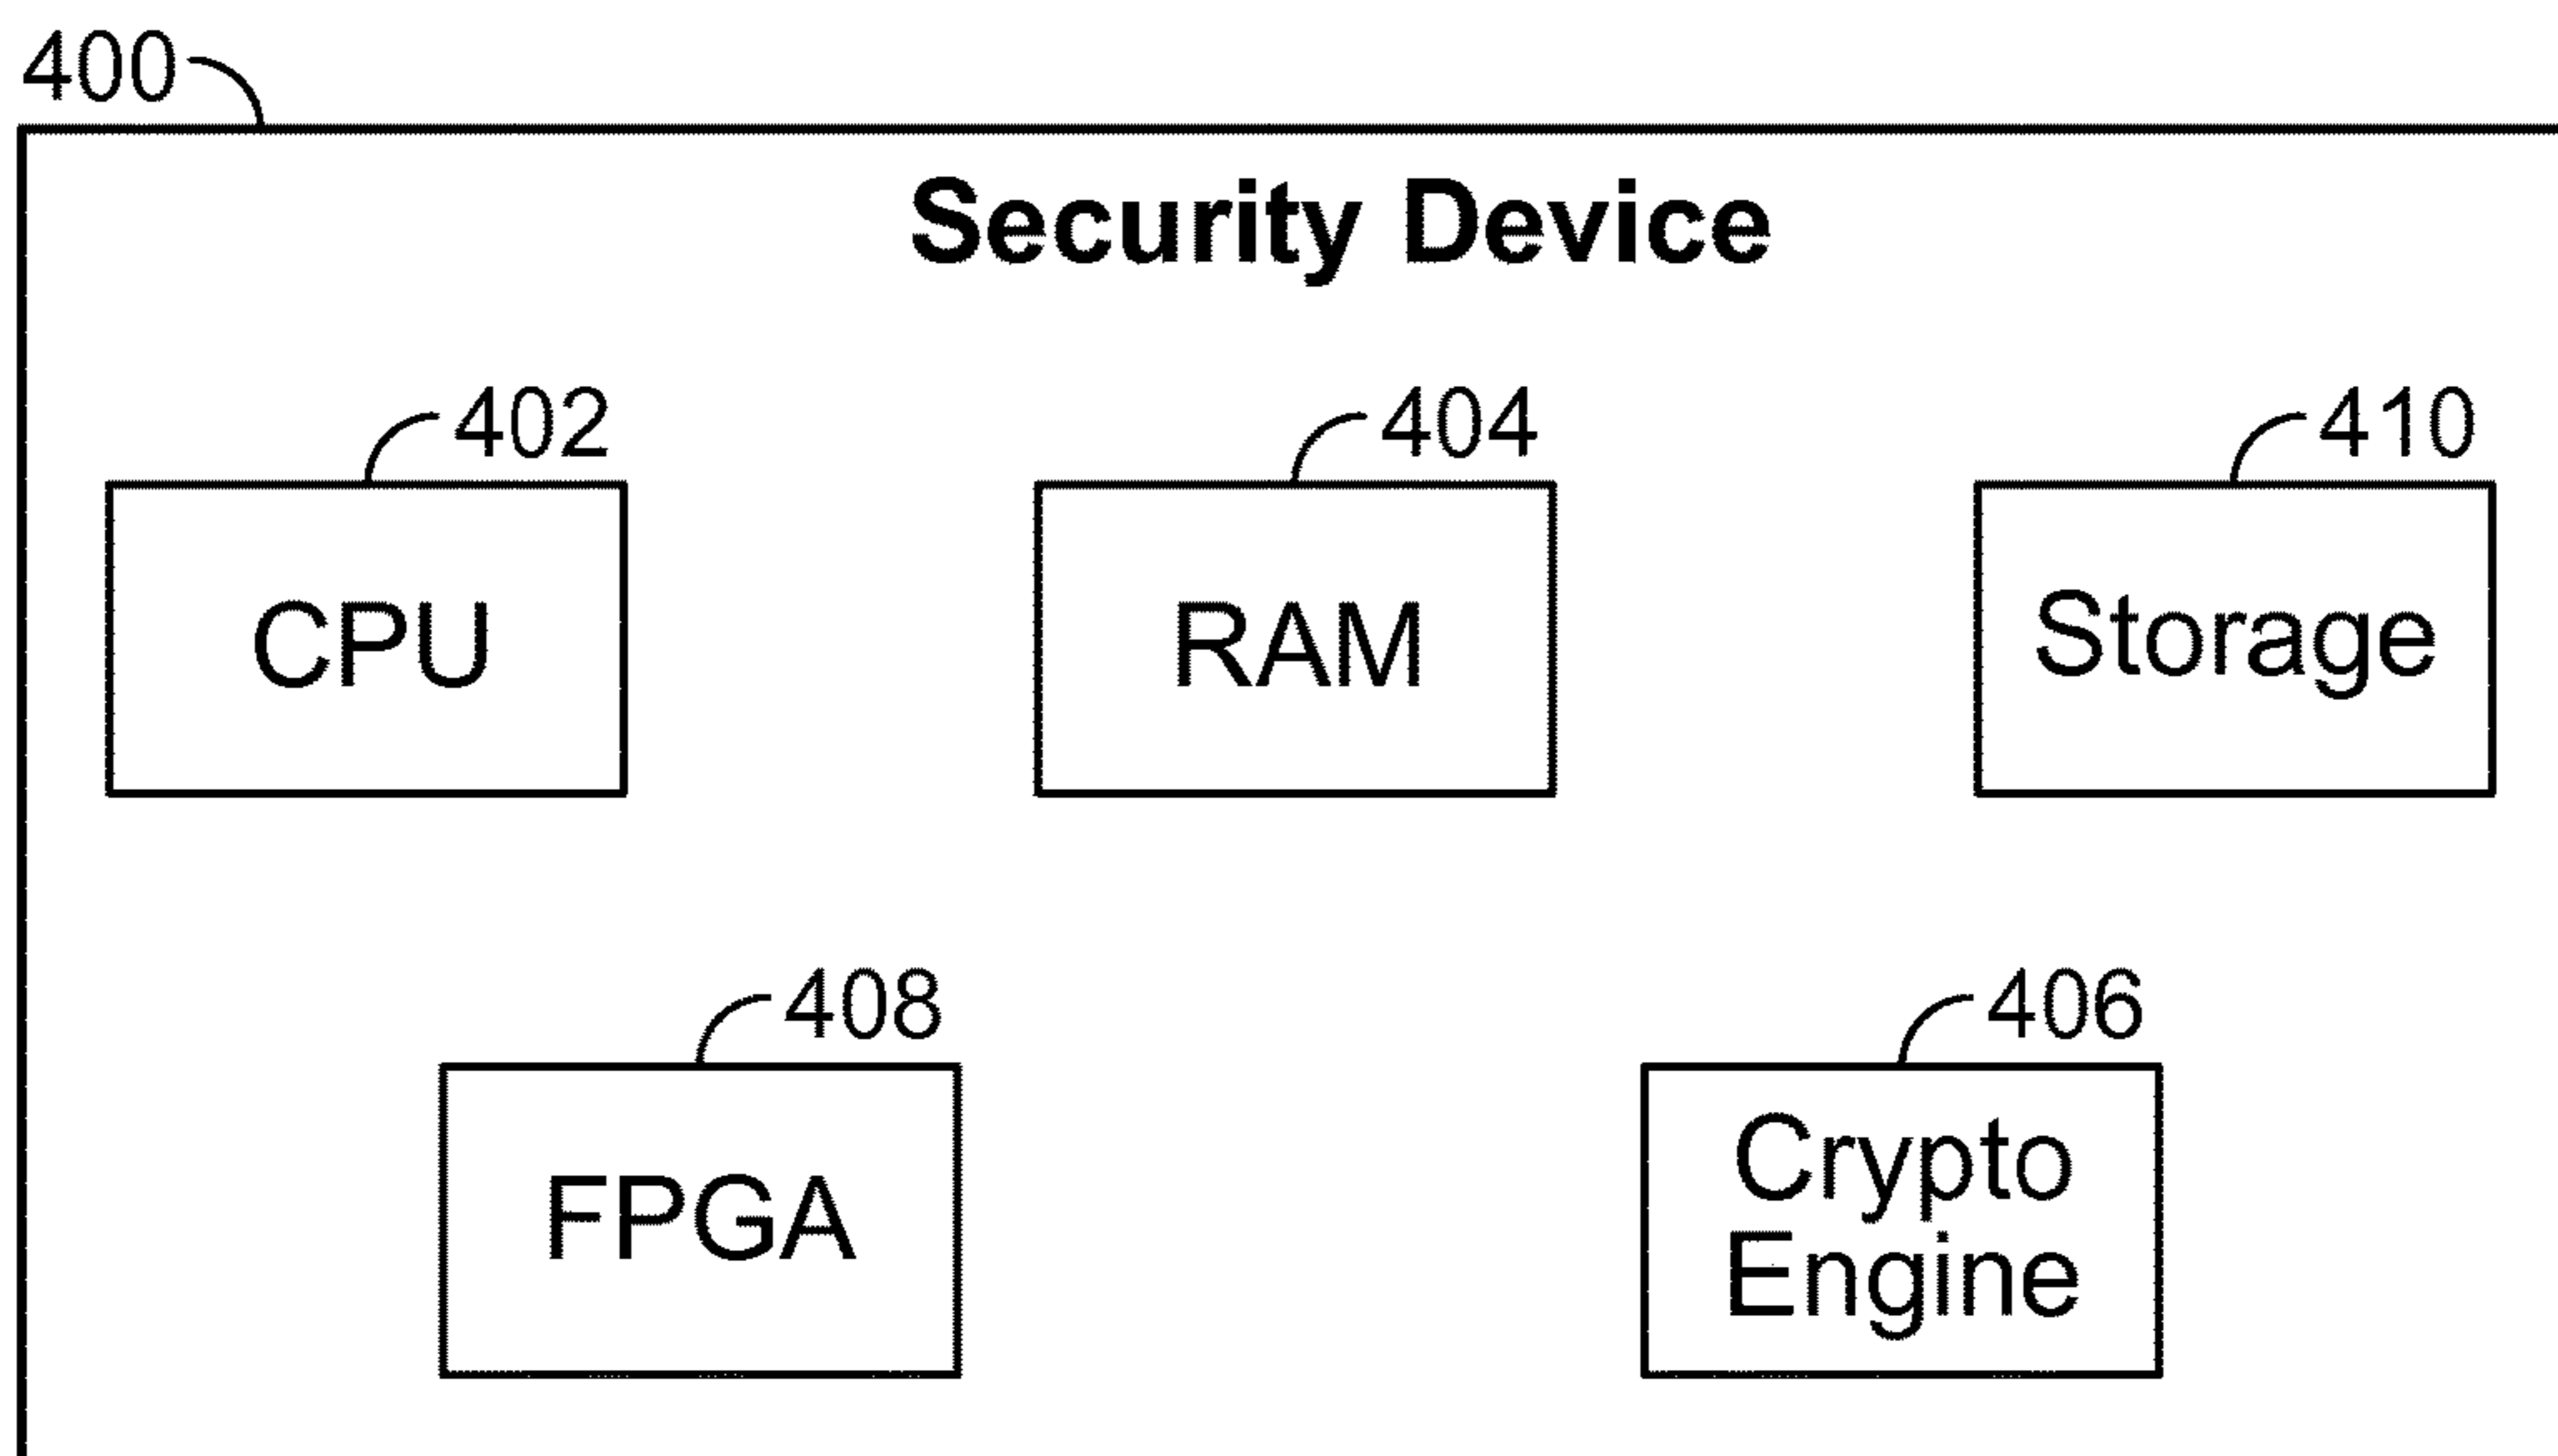 400
Security Device
402
404
410
CPU
RAM
Storage
408
406
FPGA
Crypto
Engine